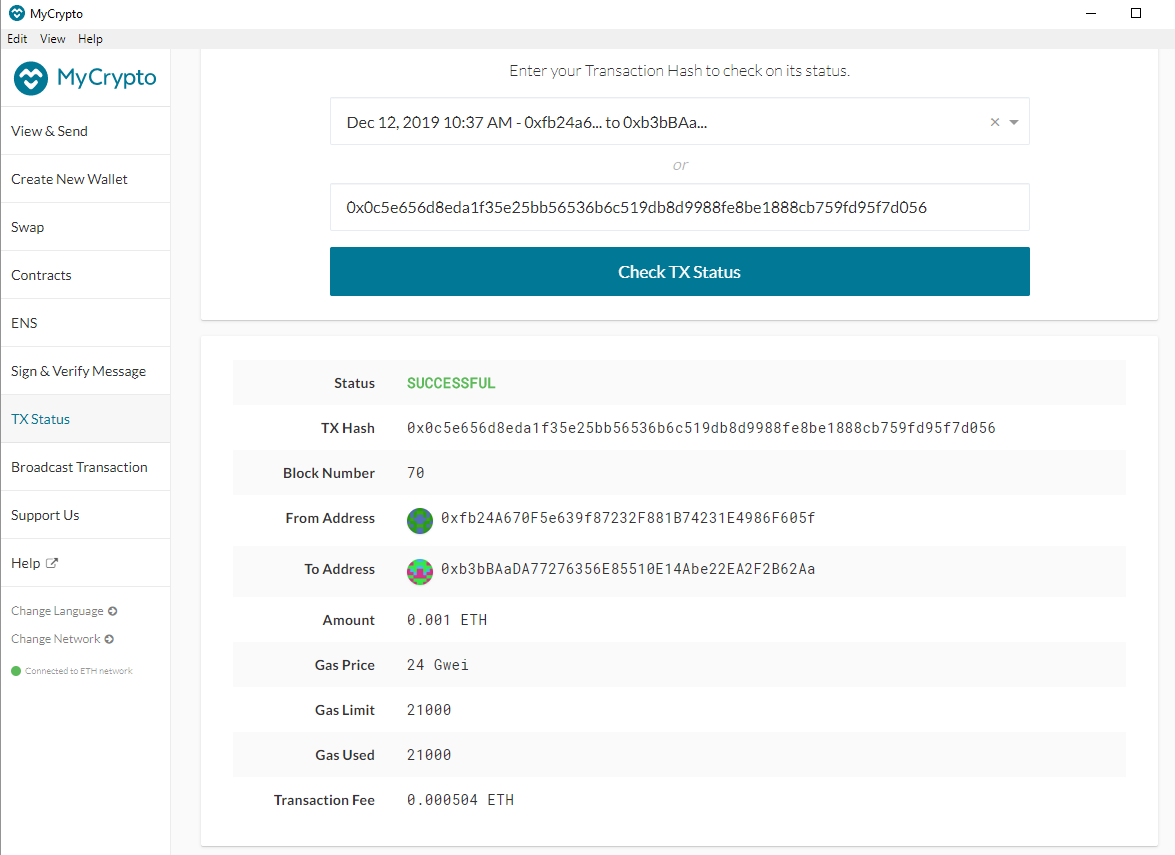 MyCrypto
Edit View Help
MyCrypto
View & Send
Create New Wallet
Swap
Contracts
ENS
Sign & Verify Message
TX Status
Broadcast Transaction
Support Us
Help
Change Language
Change Network
Connected to ETH network
Enter your Transaction Hash to check on its status.
Dec 12, 2019 10:37 AM - 0xfb24a6... to 0xb3bBAa...
or
0x0c5e656d8eda1f35e25bb56536b6c519db8d9988fe8be1888cb759fd95f7d056
Check TX Status
Status SUCCESSFUL
TX Hash 0x0c5e656d8eda1f35e25bb56536b6c519db8d9988fe8be1888cb759fd95f7d056
Block Number 70
From Address 0xfb24A670F5e639f87232F881B74231E4986F605f
To Address 0xb3bBAaDA77276356E85510E14Abe22EA2F2B62Aa
Amount 0.001 ETH
Gas Price 24 Gwei
Gas Limit 21000
Gas Used 21000
Transaction Fee 0.000504 ETH